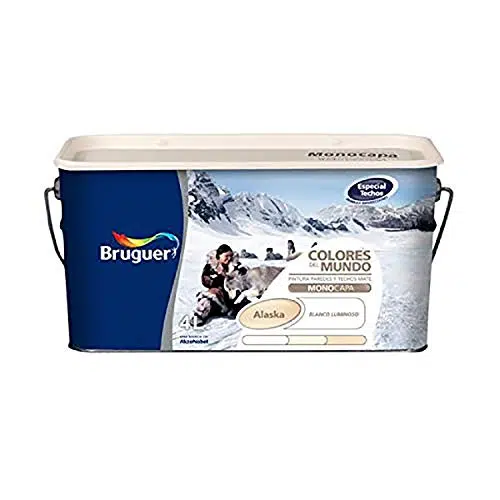 Monocapa
Especial
Techos
Bruguer
COLORES
DEL MUNDO
PINTURA PAREDES Y TECHOS MATE
MONOCAPA
Alaska
BLANCO LUMINOSO
4L
AkzoNobel